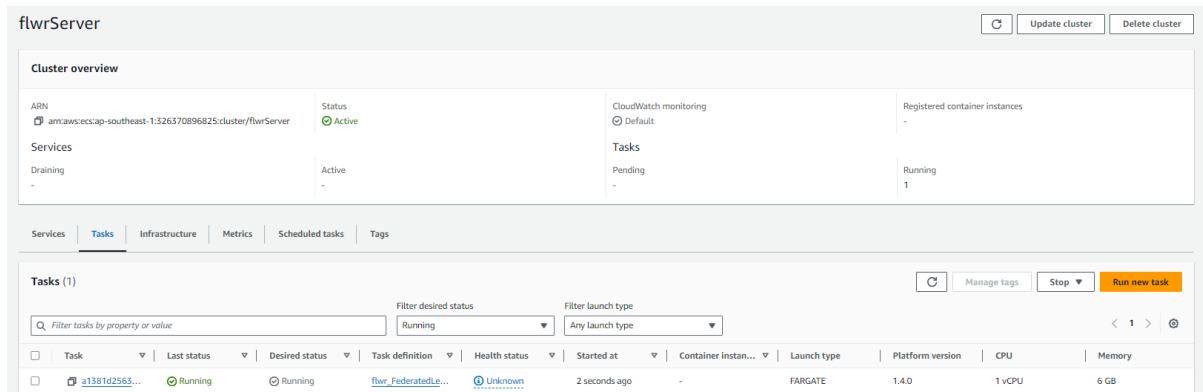 flwrServer
Update cluster
Delete cluster
Cluster overview
ARN
Status
CloudWatch monitoring
Registered container instances
arn:aws:ecs:ap-southeast-1:326370896825:cluster/flwrServer
Active
Default
-
Services
Tasks
Draining
Active
Pending
Running
-
-
-
1
Services
Tasks
Infrastructure
Metrics
Scheduled tasks
Tags
Tasks (1)
Manage tags
Stop
Run new task
Filter desired status
Filter launch type
Filter tasks by property or value
Running
Any launch type
1
Task
Last status
Desired status
Task definition
Health status
Started at
Container instan...
Launch type
Platform version
CPU
Memory
a1381d2563...
Running
Running
flwr_FederatedLe...
Unknown
2 seconds ago
-
FARGATE
1.4.0
1 vCPU
6 GB